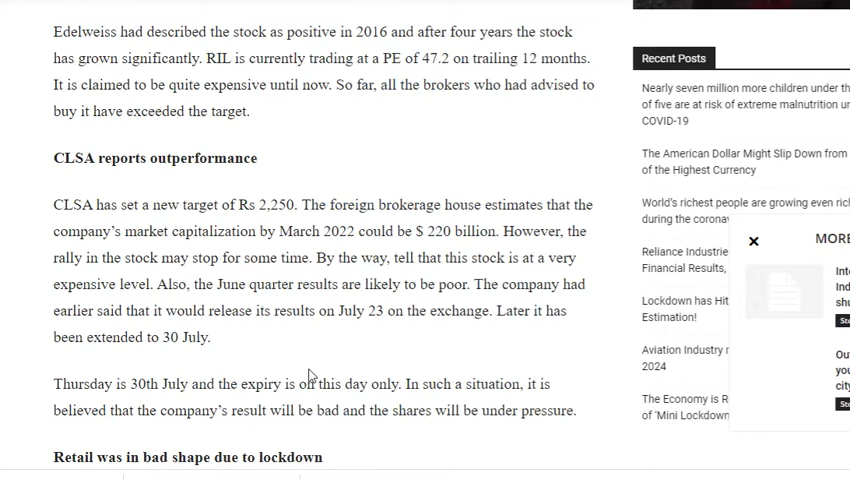 Edelweiss had described the stock as positive in 2016 and after four years the stock
has grown significantly. RIL is currently trading at a PE of 47.2 on trailing 12 months.
It is claimed to be quite expensive until now. So far, all the brokers who had advised to
buy it have exceeded the target.
CLSA reports outperformance
CLSA has set a new target of Rs 2,250. The foreign brokerage house estimates that the
company's market capitalization by March 2022 could be $ 220 billion. However, the
rally in the stock may stop for some time. By the way, tell that this stock is at a very
expensive level. Also, the June quarter results are likely to be poor. The company had
earlier said that it would release its results on July 23 on the exchange. Later it has
been extended to 30 July.
Thursday is 30th July and the expiry is on this day only. In such a situation, it is
believed that the company's result will be bad and the shares will be under pressure.
Retail was in bad shape due to lockdown
Recent Posts
Nearly seven million more children under th
of five are at risk of extreme malnutrition
COVID-19
The American Dollar Might Slip Down from
of the Highest Currency
World's richest people are growing even
during the
Reliance
Financial Results,
Lockdown has Hit
Estimation!
Aviation Industry
2024
The Economy is
of 'Mini Lockdown
MORE